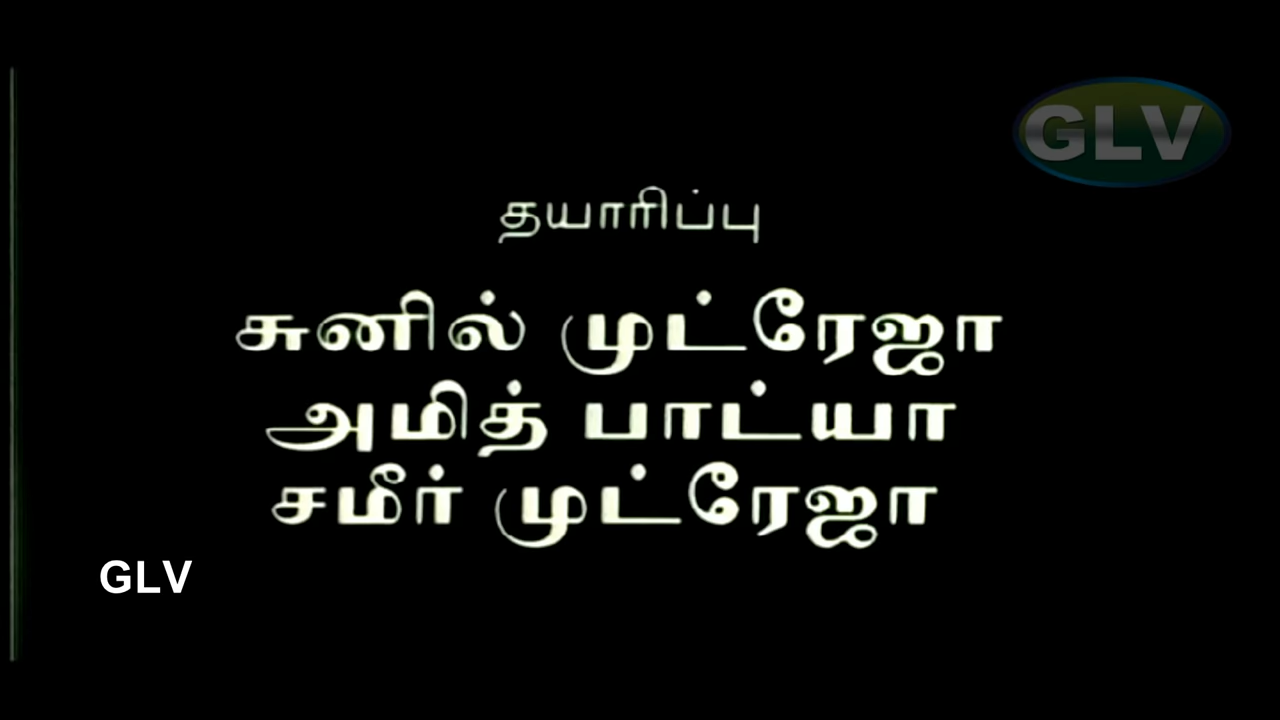 GLV
தயாரிப்பு
சுனில் முட்ரேஜா
அமித் பாட்யா
சமீர் முட்ரேஜா
GLV